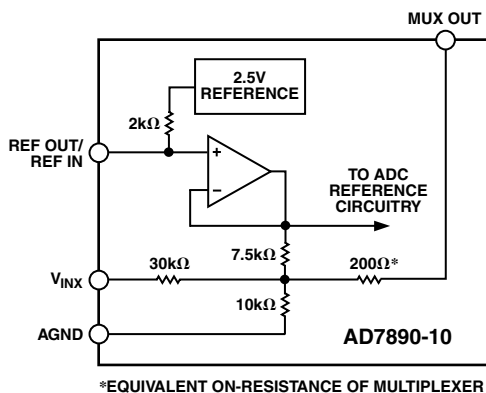 MUX OUT
2.5V
REFERENCE
2kΩ
REF OUT/
REF IN
+
−
TO ADC
REFERENCE
CIRCUITRY
7.5kΩ
30kΩ
200Ω*
VINX
10kΩ
AGND
AD7890-10
*EQUIVALENT ON-RESISTANCE OF MULTIPLEXER